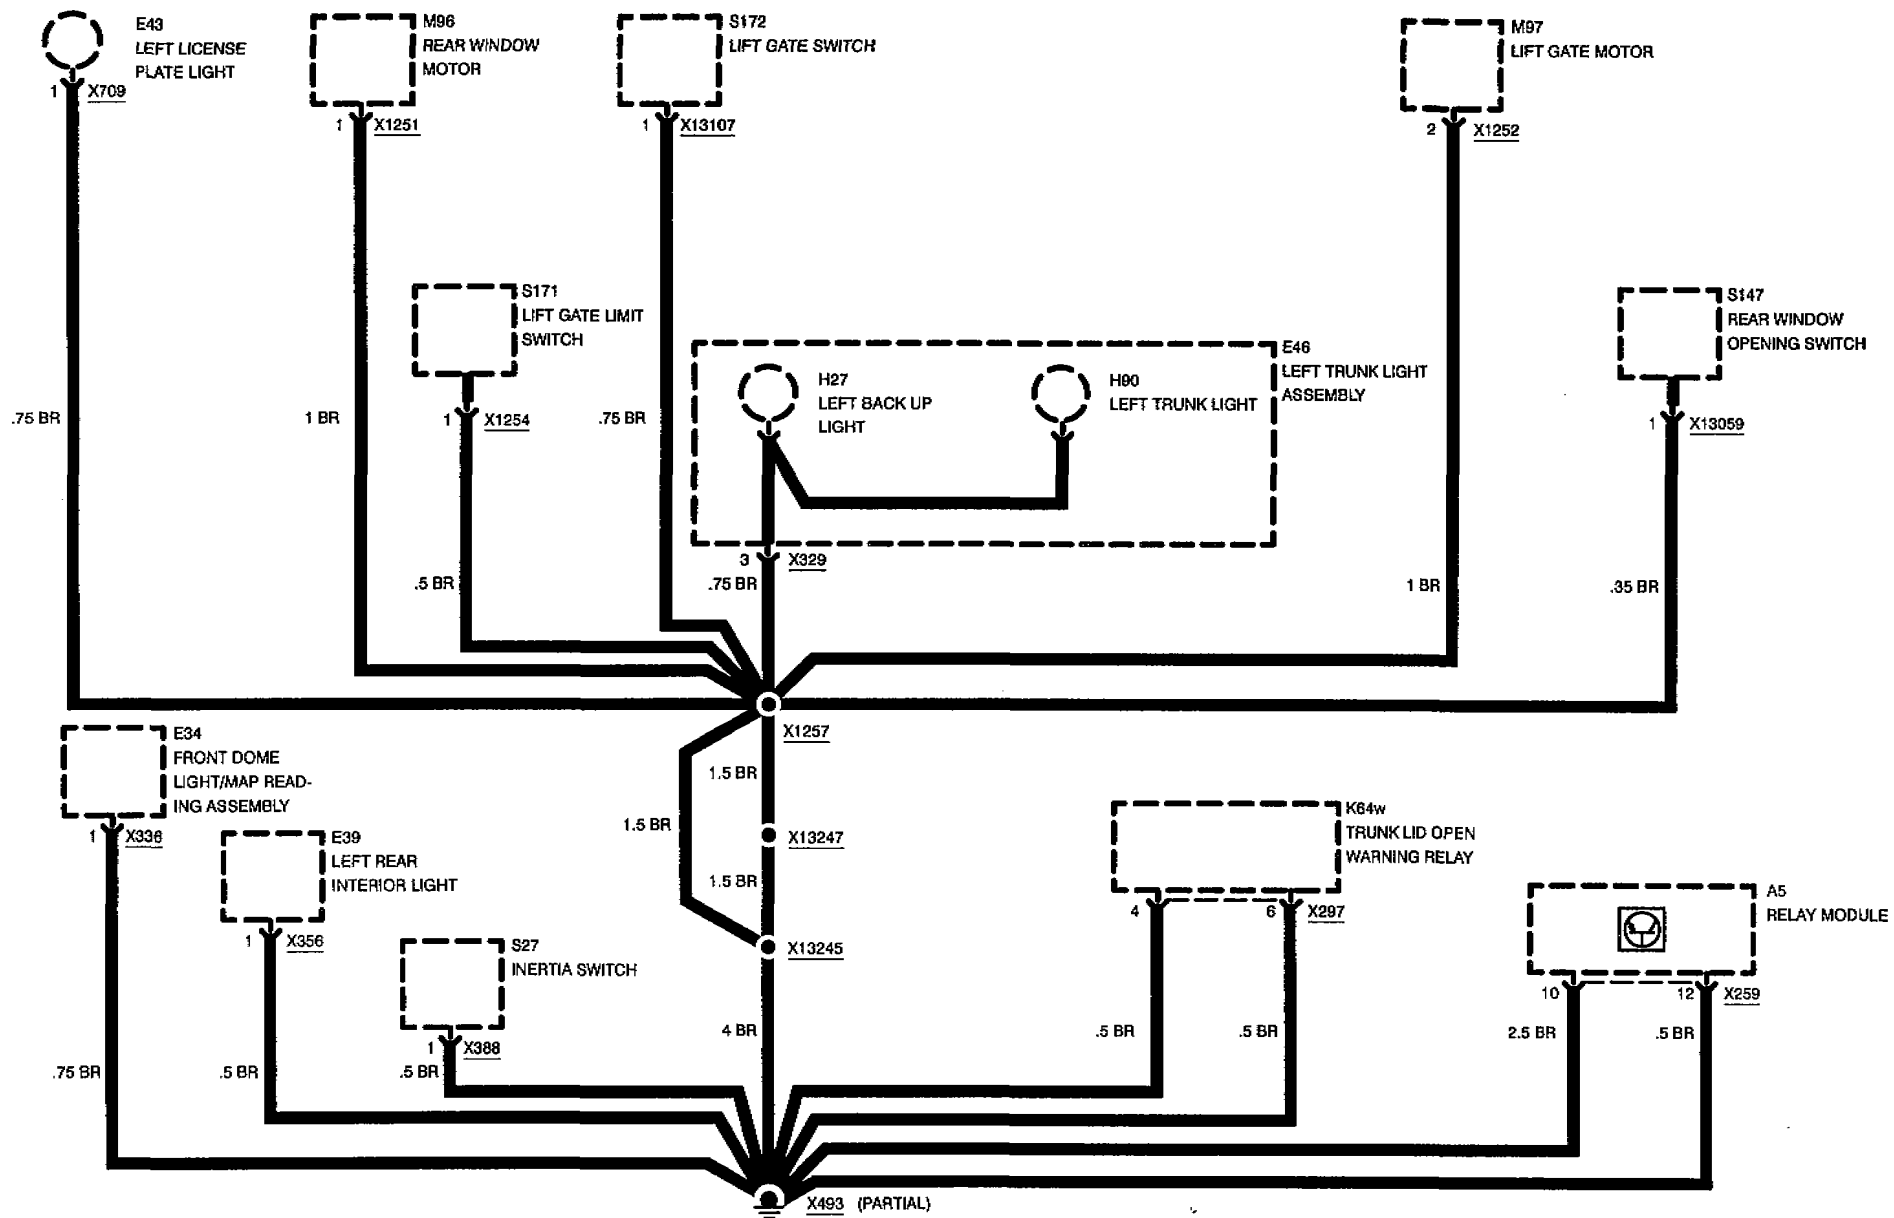 E43
LEFT LICENSE
PLATE LIGHT
1 X709
M96
REAR WINDOW
MOTOR
1 X1251
S172
LIFT GATE SWITCH
1 X13107
M97
LIFT GATE MOTOR
2 X1252
S171
LIFT GATE LIMIT
SWITCH
1 X1254
E46
LEFT TRUNK LIGHT
ASSEMBLY
H27
LEFT BACK UP
LIGHT
H90
LEFT TRUNK LIGHT
3 X329
S147
REAR WINDOW
OPENING SWITCH
1 X13059
.75 BR
1 BR
.5 BR
.75 BR
.75 BR
1 BR
.35 BR
X1257
1.5 BR
1.5 BR
X13247
1.5 BR
X13245
4 BR
E34
FRONT DOME
LIGHT/MAP READ-
ING ASSEMBLY
1 X336
E39
LEFT REAR
INTERIOR LIGHT
1 X356
S27
INERTIA SWITCH
1 X388
K64w
TRUNK LID OPEN
WARNING RELAY
4 6 X297
A5
RELAY MODULE
10 12 X259
.75 BR
.5 BR
.5 BR
.5 BR
.5 BR
2.5 BR
.5 BR
X493 (PARTIAL)